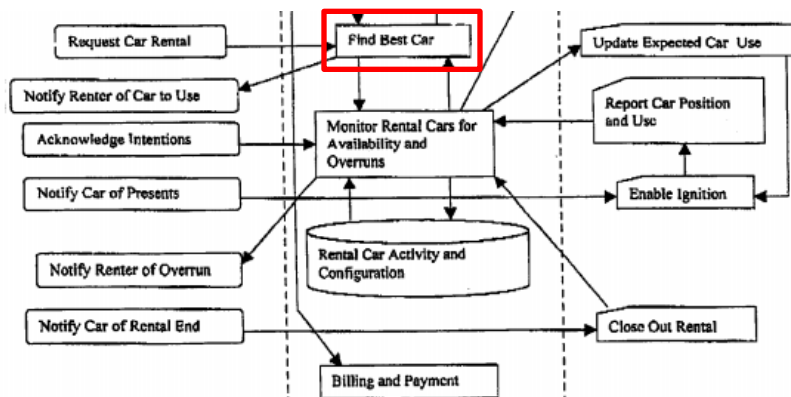 Request Car Rental
Find Best Car
Update Expected Car Use
Notify Renter of Car to Use
Report Car Position
and Use
Monitor Rental Cars for
Availability and
Overruns
Acknowledge Intentions
Notify Car of Presents
Enable Ignition
Rental Car Activity and
Configuration
Notify Renter of Overrun
Notify Car of Rental End
Close Out Rental
Billing and Payment